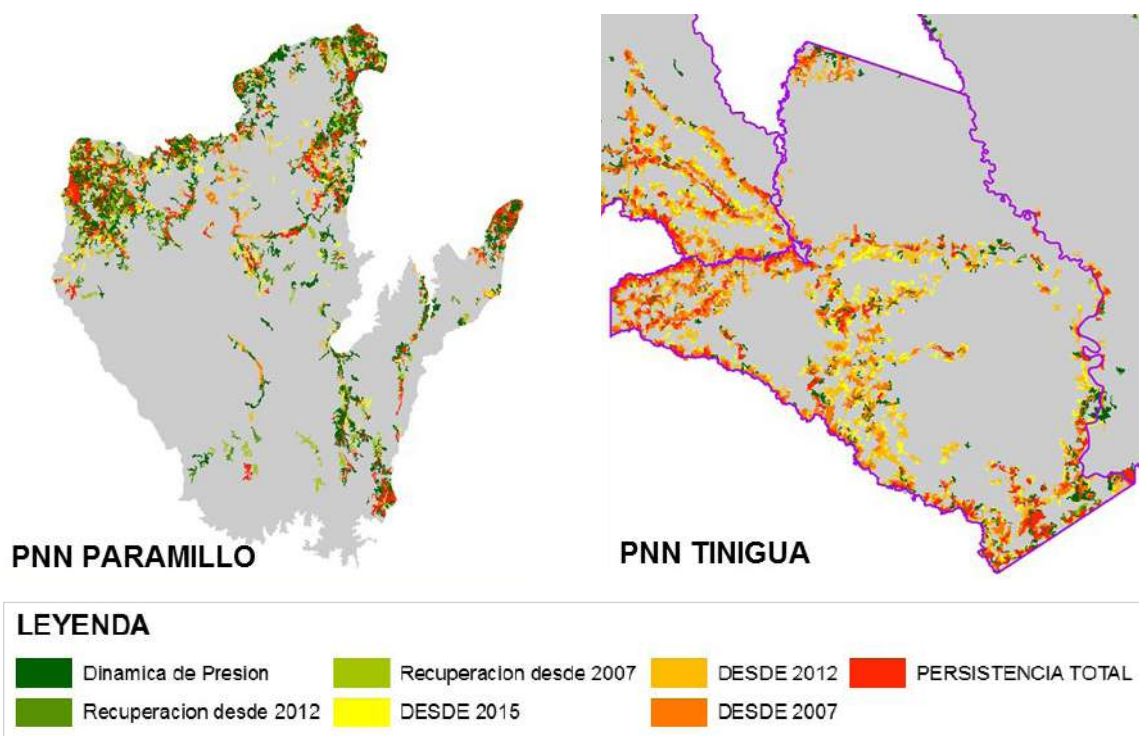 PNN PARAMILLO
PNN TINIGUA
LEYENDA
Dinamica de Presion
Recuperacion desde 2007
DESDE 2012
PERSISTENCIA TOTAL
Recuperacion desde 2012
DESDE 2015
DESDE 2007